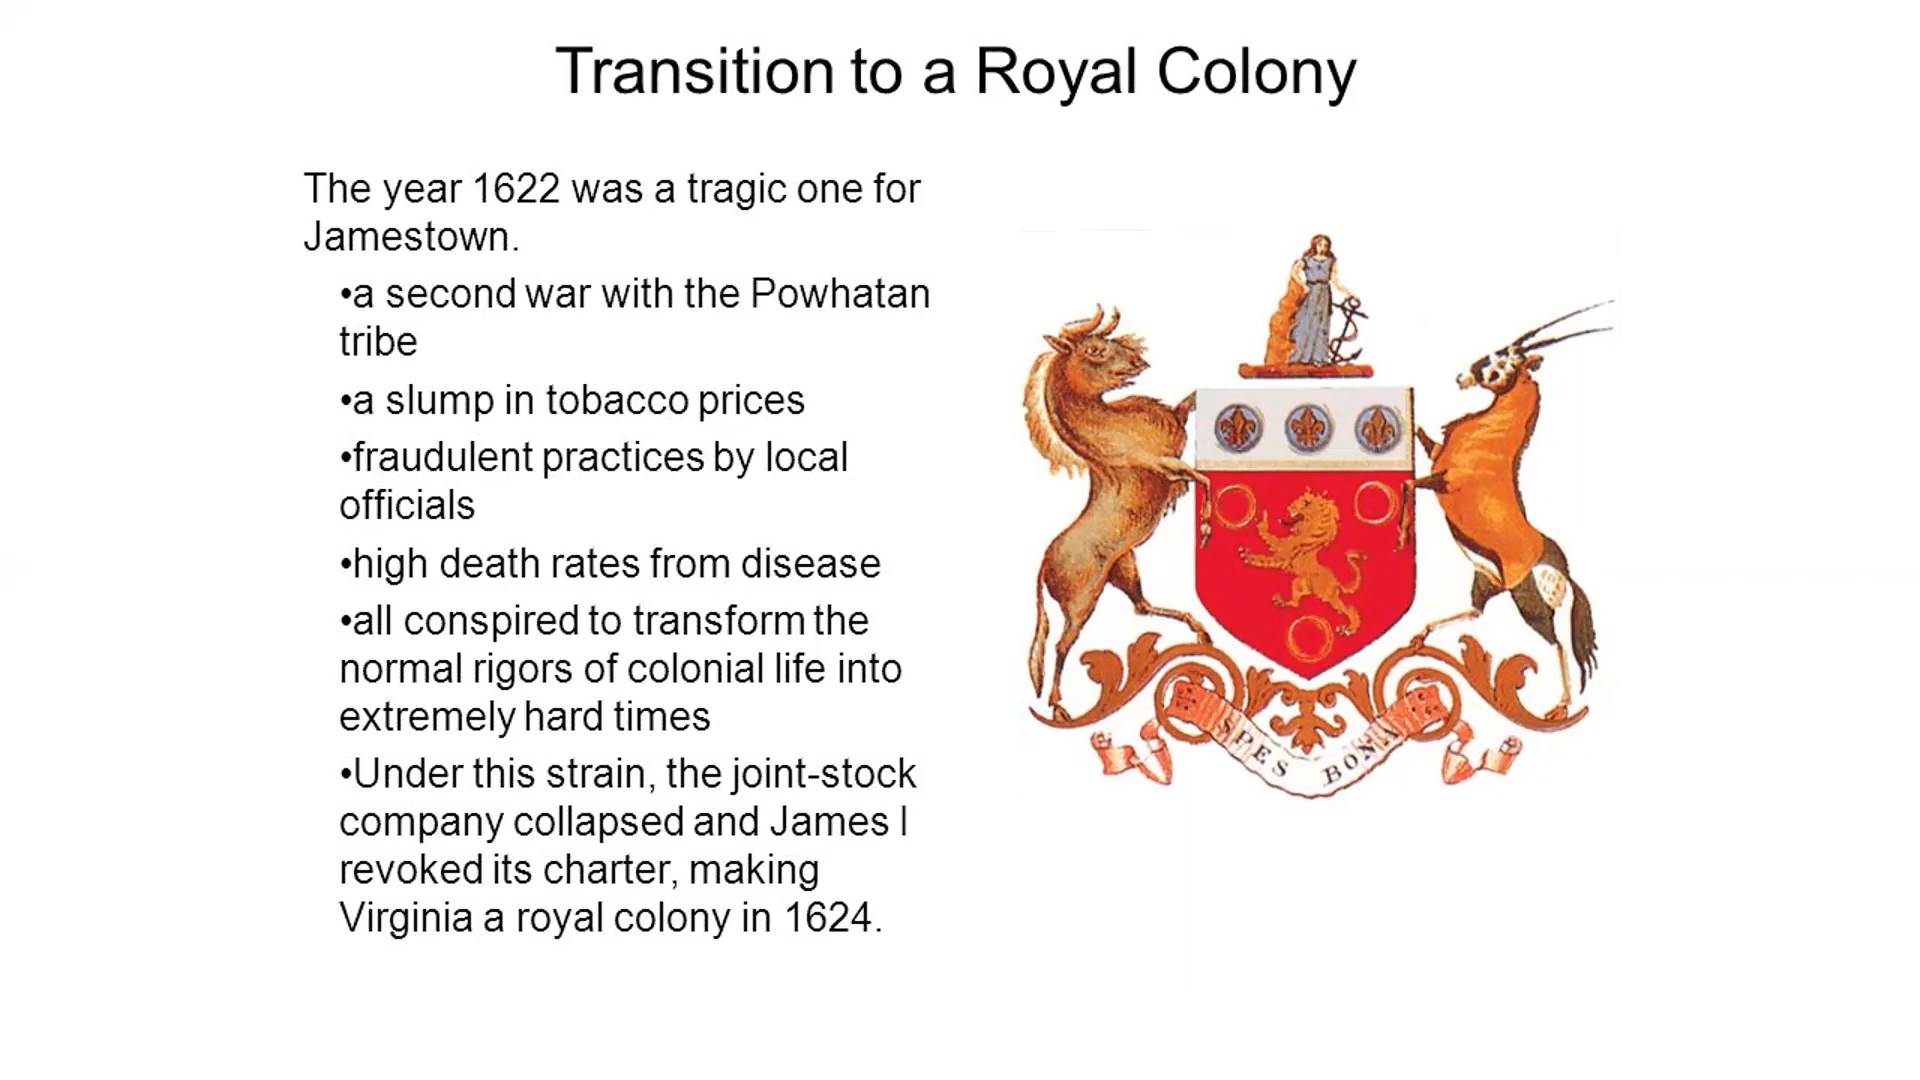 Transition to a Royal Colony
The year 1622 was a tragic one for
Jamestown.
•a second war with the Powhatan
tribe
•a slump in tobacco prices
•fraudulent practices by local
officials
•high death rates from disease
•all conspired to transform the
normal rigors of colonial life into
extremely hard times
•Under this strain, the joint-stock
company collapsed and James I
revoked its charter, making
Virginia a royal colony in 1624.
SPES BONA